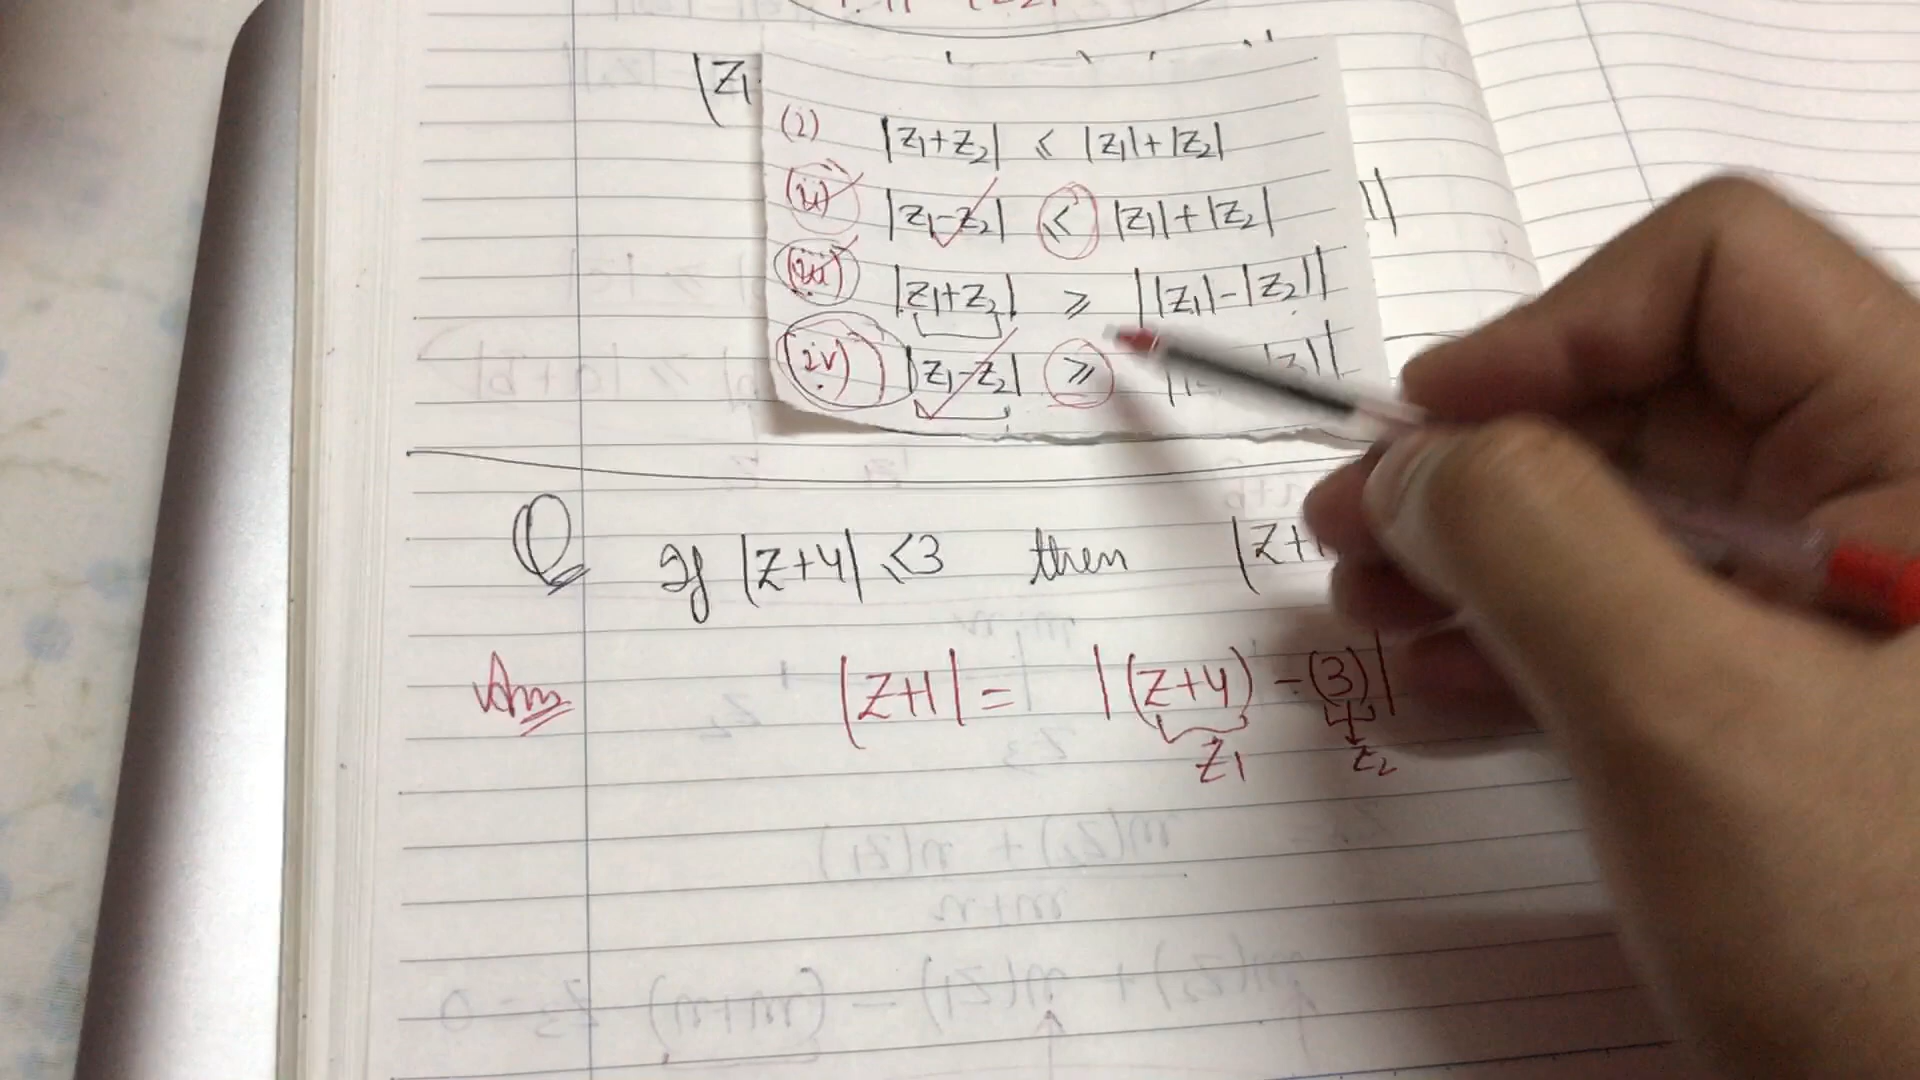 |z1
(i) |z1+z2| ≤ |z1|+|z2|
(ii) |z1-z2| ≤ |z1|+|z2|
(iii) |z1+z2| ≥ ||z1|-|z2||
(iv) |z1-z2| ≥
Q If |z+4| ≤3 then |z+1
Ans |z+1| = |(z+4) - (3)|
z1 z2